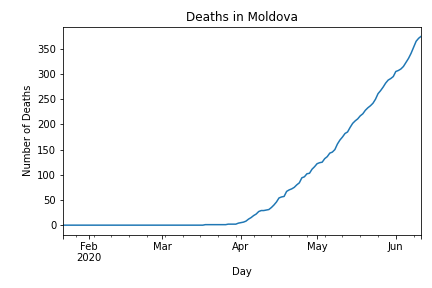 Deaths in Moldova
Number of Deaths
350
300
250
200
150
100
50
0
Feb
2020
Mar
Apr
May
Jun
Day